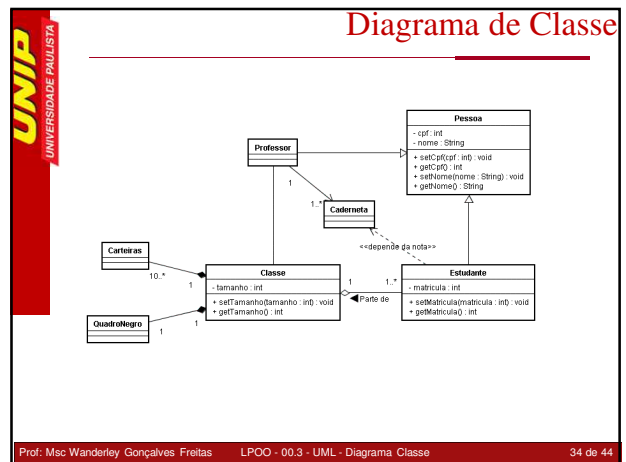 Diagrama de Classe
UNIP
UNIVERSIDADE PAULISTA
Pessoa
- cpf : int
- nome : String
+ setCpf(cpf : int) : void
+ getCpf() : int
+ setNome(nome : String) : void
+ getNome() : String
Professor
1
1..*
Caderneta
<<depende da nota>>
Carteiras
10..*
1
Classe
- tamanho : int
+ setTamanho(tamanho : int) : void
+ getTamanho() : int
1
1..*
Parte de
Estudante
- matricula : int
+ setMatricula(matricula : int) : void
+ getMatricula() : int
QuadroNegro
1
1
Prof: Msc Wanderley Gonçalves Freitas LPOO - 00.3 - UML - Diagrama Classe 34 de 44